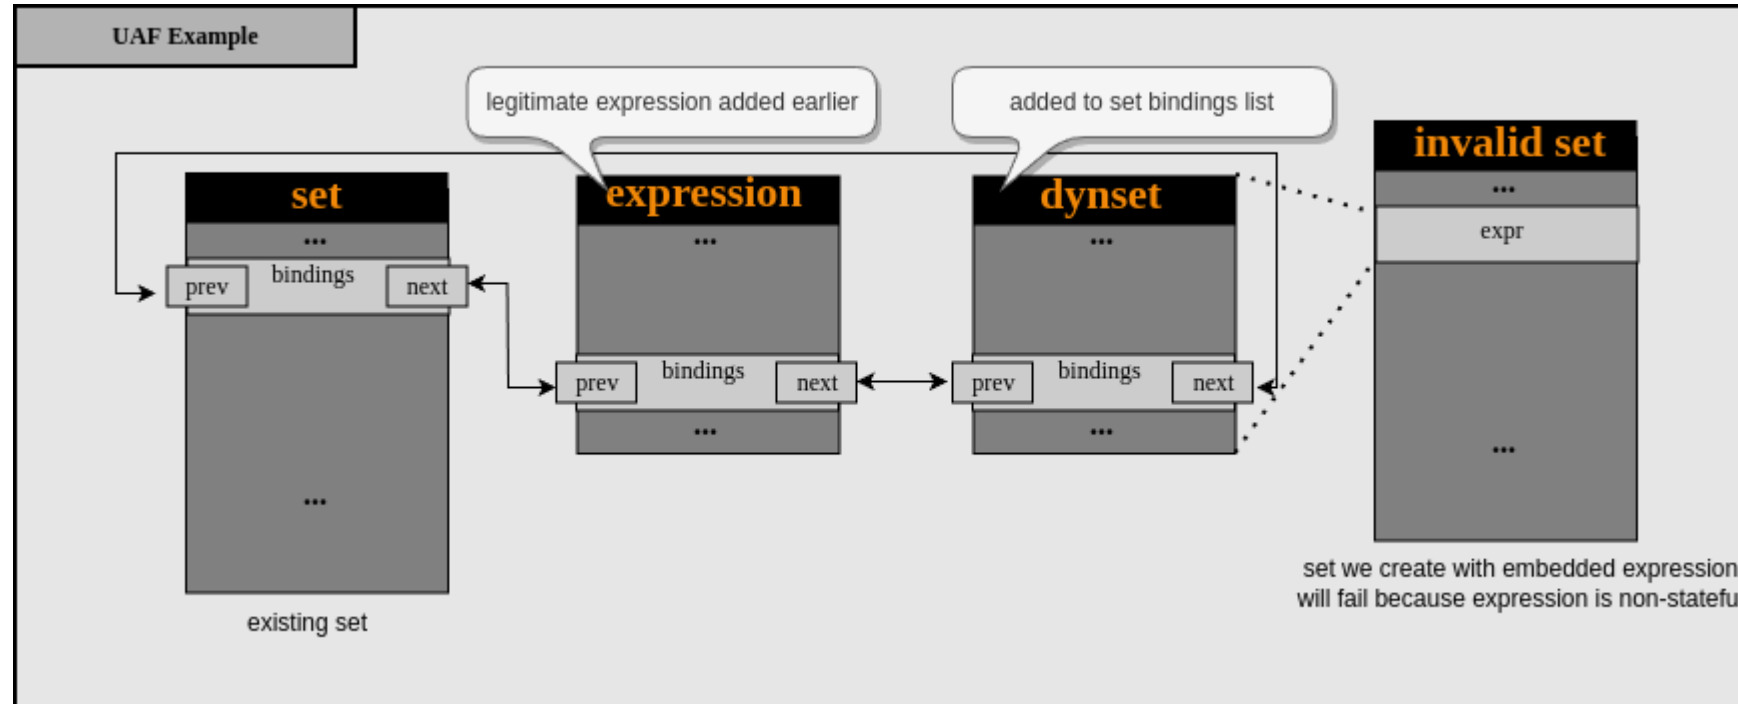 UAF Example
legitimate expression added earlier
added to set bindings list
set
...
bindings
prev
next
...
existing set
expression
...
bindings
prev
next
...
dynset
...
bindings
prev
next
...
invalid set
...
expr
...
set we create with embedded expression
will fail because expression is non-statefu